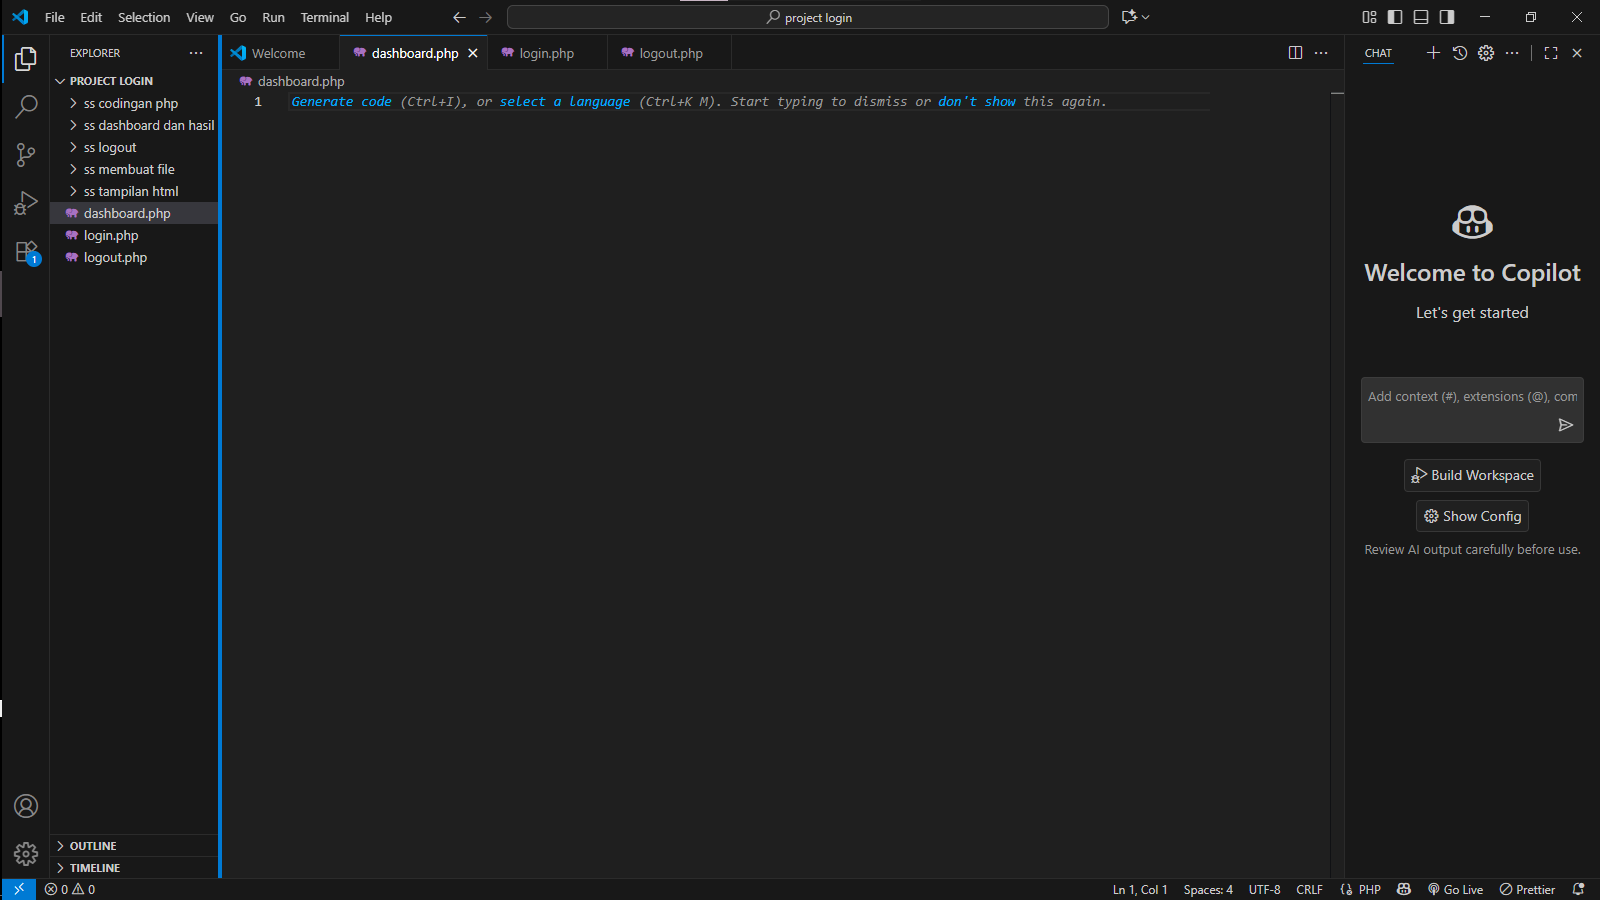 File Edit Selection View Go Run Terminal Help
project login
EXPLORER
PROJECT LOGIN
ss codingan php
ss dashboard dan hasil
ss logout
ss membuat file
ss tampilan html
dashboard.php
login.php
logout.php
1
OUTLINE
TIMELINE
Welcome dashboard.php login.php logout.php
dashboard.php
1 Generate code (Ctrl+I), or select a language (Ctrl+K M). Start typing to dismiss or don't show this again.
CHAT
Welcome to Copilot
Let's get started
Add context (#), extensions (@), com
Build Workspace
Show Config
Review AI output carefully before use.
0 0 Ln 1, Col 1 Spaces: 4 UTF-8 CRLF PHP Go Live Prettier